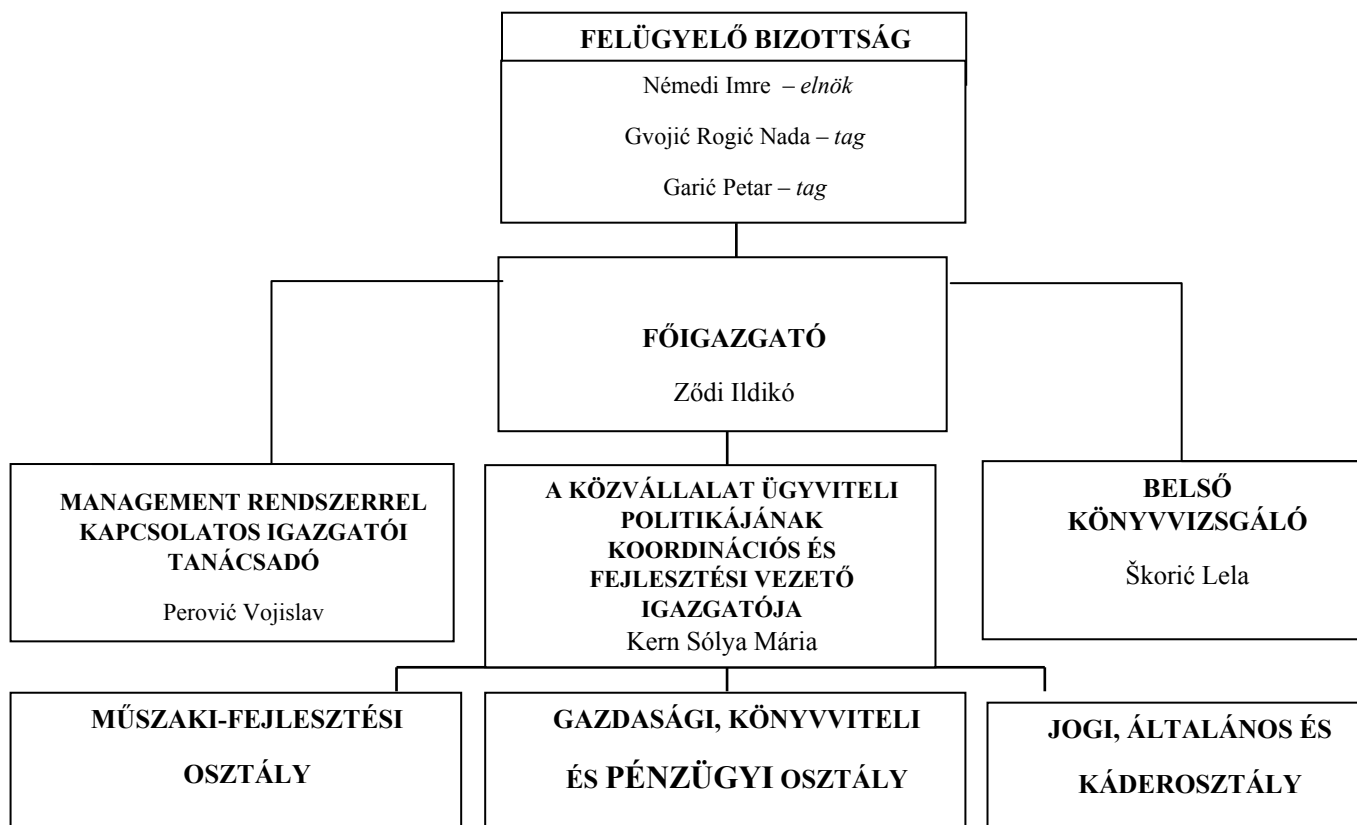 FELÜGYELŐ BIZOTTSÁG
Némedi Imre – elnök
Gvojić Rogić Nada – tag
Garić Petar – tag
FŐIGAZGATÓ
Ződi Ildikó
MANAGEMENT RENDSZERREL
KAPCSOLATOS IGAZGATÓI
TANÁCSADÓ
Perović Vojislav
A KÖZVÁLLALAT ÜGYVITELI
POLITIKÁJÁNAK
KOORDINÁCIÓS ÉS
FEJLESZTÉSI VEZETŐ
IGAZGATÓJA
Kern Sólya Mária
BELSŐ
KÖNYVVIZSGÁLÓ
Škorić Lela
MŰSZAKI-FEJLESZTÉSI
OSZTÁLY
GAZDASÁGI, KÖNYVVITELI
ÉS PÉNZÜGYI OSZTÁLY
JOGI, ÁLTALÁNOS ÉS
KÁDEROSZTÁLY